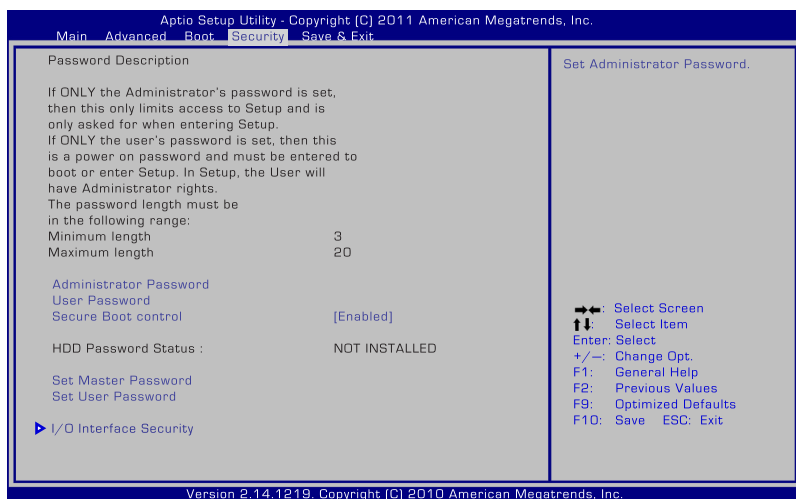 Aptio Setup Utility - Copyright (C) 2011 American Megatrends, Inc.
Main Advanced Boot Security Save & Exit
Password Description
If ONLY the Administrator's password is set,
then this only limits access to Setup and is
only asked for when entering Setup.
If ONLY the user's password is set, then this
is a power on password and must be entered to
boot or enter Setup. In Setup, the User will
have Administrator rights.
The password length must be
in the following range:
Minimum length 3
Maximum length 20
Administrator Password
User Password
Secure Boot control [Enabled]
HDD Password Status : NOT INSTALLED
Set Master Password
Set User Password
I/O Interface Security
Set Administrator Password.
→←: Select Screen
↑↓: Select Item
Enter: Select
+/—: Change Opt.
F1: General Help
F2: Previous Values
F9: Optimized Defaults
F10: Save ESC: Exit
Version 2.14.1219. Copyright (C) 2010 American Megatrends, Inc.